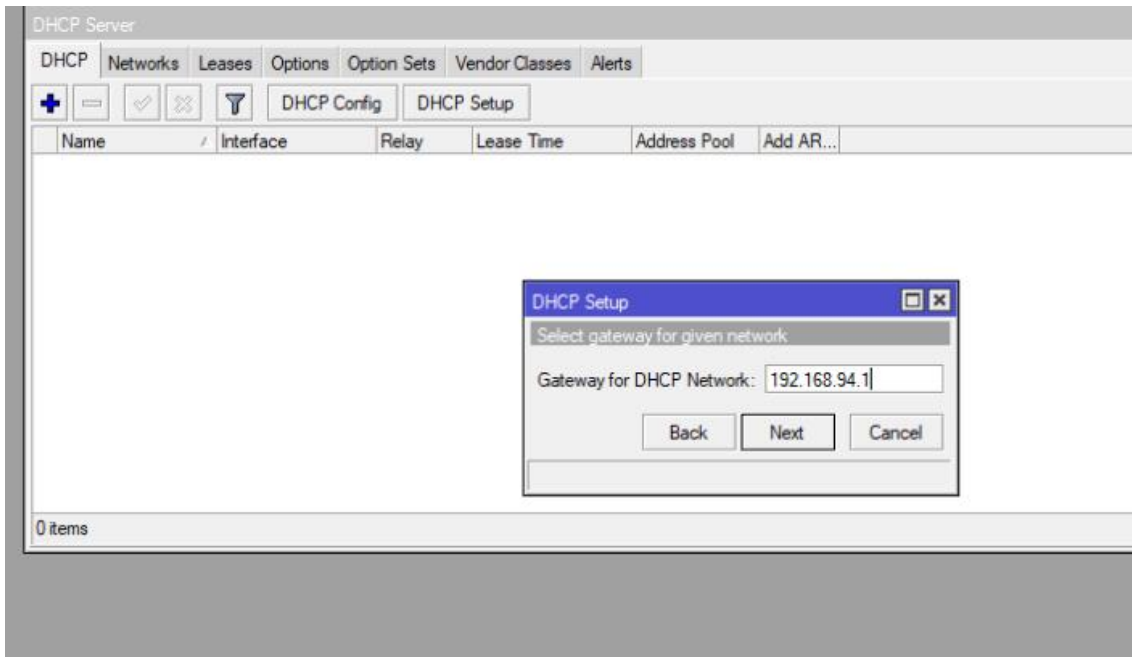 DHCP Server
DHCP Networks Leases Options Option Sets Vendor Classes Alerts
DHCP Config DHCP Setup
Name Interface Relay Lease Time Address Pool Add AR...
DHCP Setup
Select gateway for given network
Gateway for DHCP Network: 192.168.94.1
Back Next Cancel
0 items